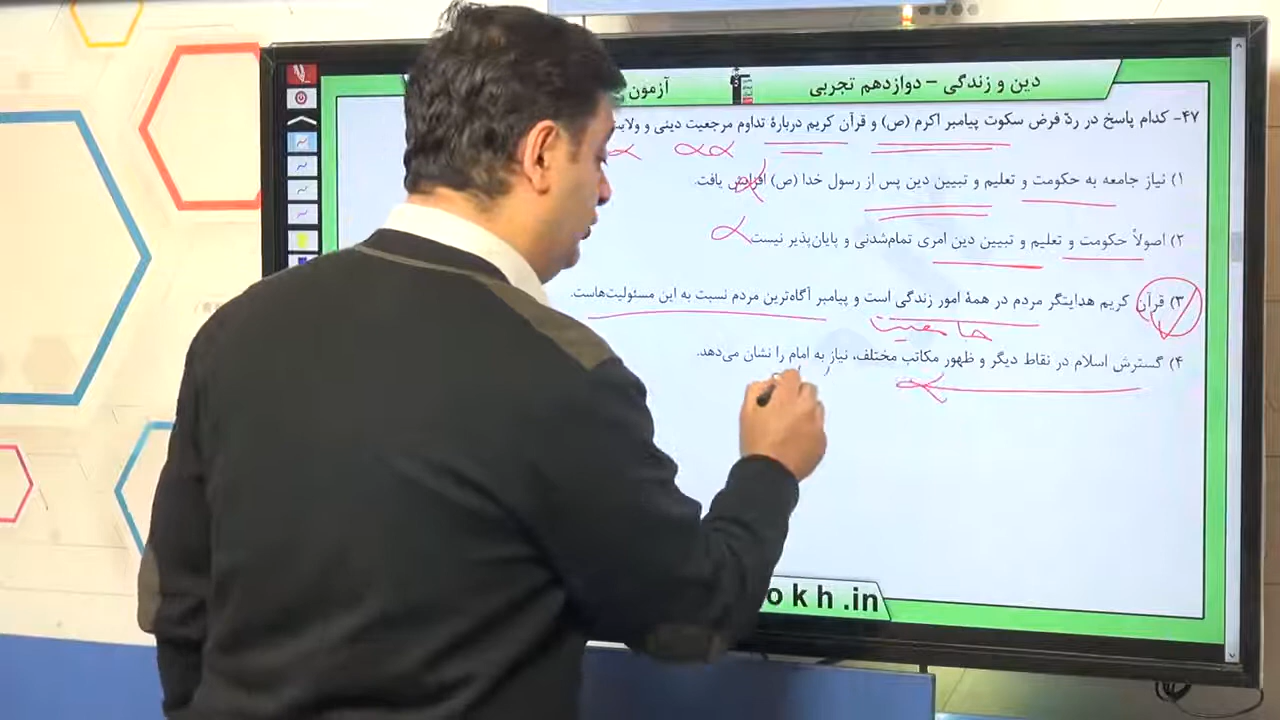 دین و زندگی – دوازدهم تجربی
آزمون
۴۷- کدام پاسخ در ردّ فرض سکوت پیامبر اکرم (ص) و قرآن کریم دربارهٔ تداوم مرجعیت دینی و
۱) نیاز جامعه به حکومت و تعلیم و تبیین دین پس از رسول خدا (ص) افزایش یافت.
۲) اصولاً حکومت و تعلیم و تبیین دین امری تمام‌شدنی و پایان‌پذیر نیست
۳) قرآن کریم هدایتگر مردم در همهٔ امور زندگی است و پیامبر آگاه‌ترین مردم نسبت به این مسئولیت‌هاست.
جامعیت
۴) گسترش اسلام در نقاط دیگر و ظهور مکاتب مختلف، نیاز به امام را نشان می‌دهد.
okh.in